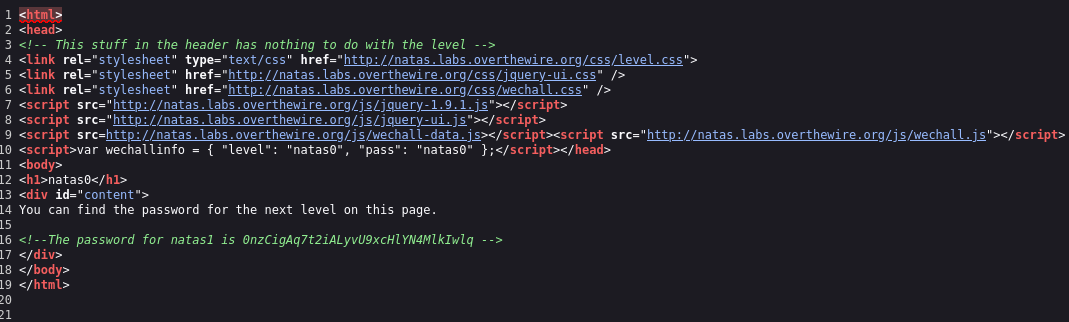 1 <html>
2 <head>
3 <!-- This stuff in the header has nothing to do with the level -->
4 <link rel="stylesheet" type="text/css" href="http://natas.labs.overthewire.org/css/level.css">
5 <link rel="stylesheet" href="http://natas.labs.overthewire.org/css/jquery-ui.css" />
6 <link rel="stylesheet" href="http://natas.labs.overthewire.org/css/wechall.css" />
7 <script src="http://natas.labs.overthewire.org/js/jquery-1.9.1.js"></script>
8 <script src="http://natas.labs.overthewire.org/js/jquery-ui.js"></script>
9 <script src=http://natas.labs.overthewire.org/js/wechall-data.js></script><script src="http://natas.labs.overthewire.org/js/wechall.js"></script>
10 <script>var wechallinfo = { "level": "natas0", "pass": "natas0" };</script></head>
11 <body>
12 <h1>natas0</h1>
13 <div id="content">
14 You can find the password for the next level on this page.
15
16 <!--The password for natas1 is 0nzCigAq7t2iALyvU9xcHlYN4MlkIwlq -->
17 </div>
18 </body>
19 </html>
20
21